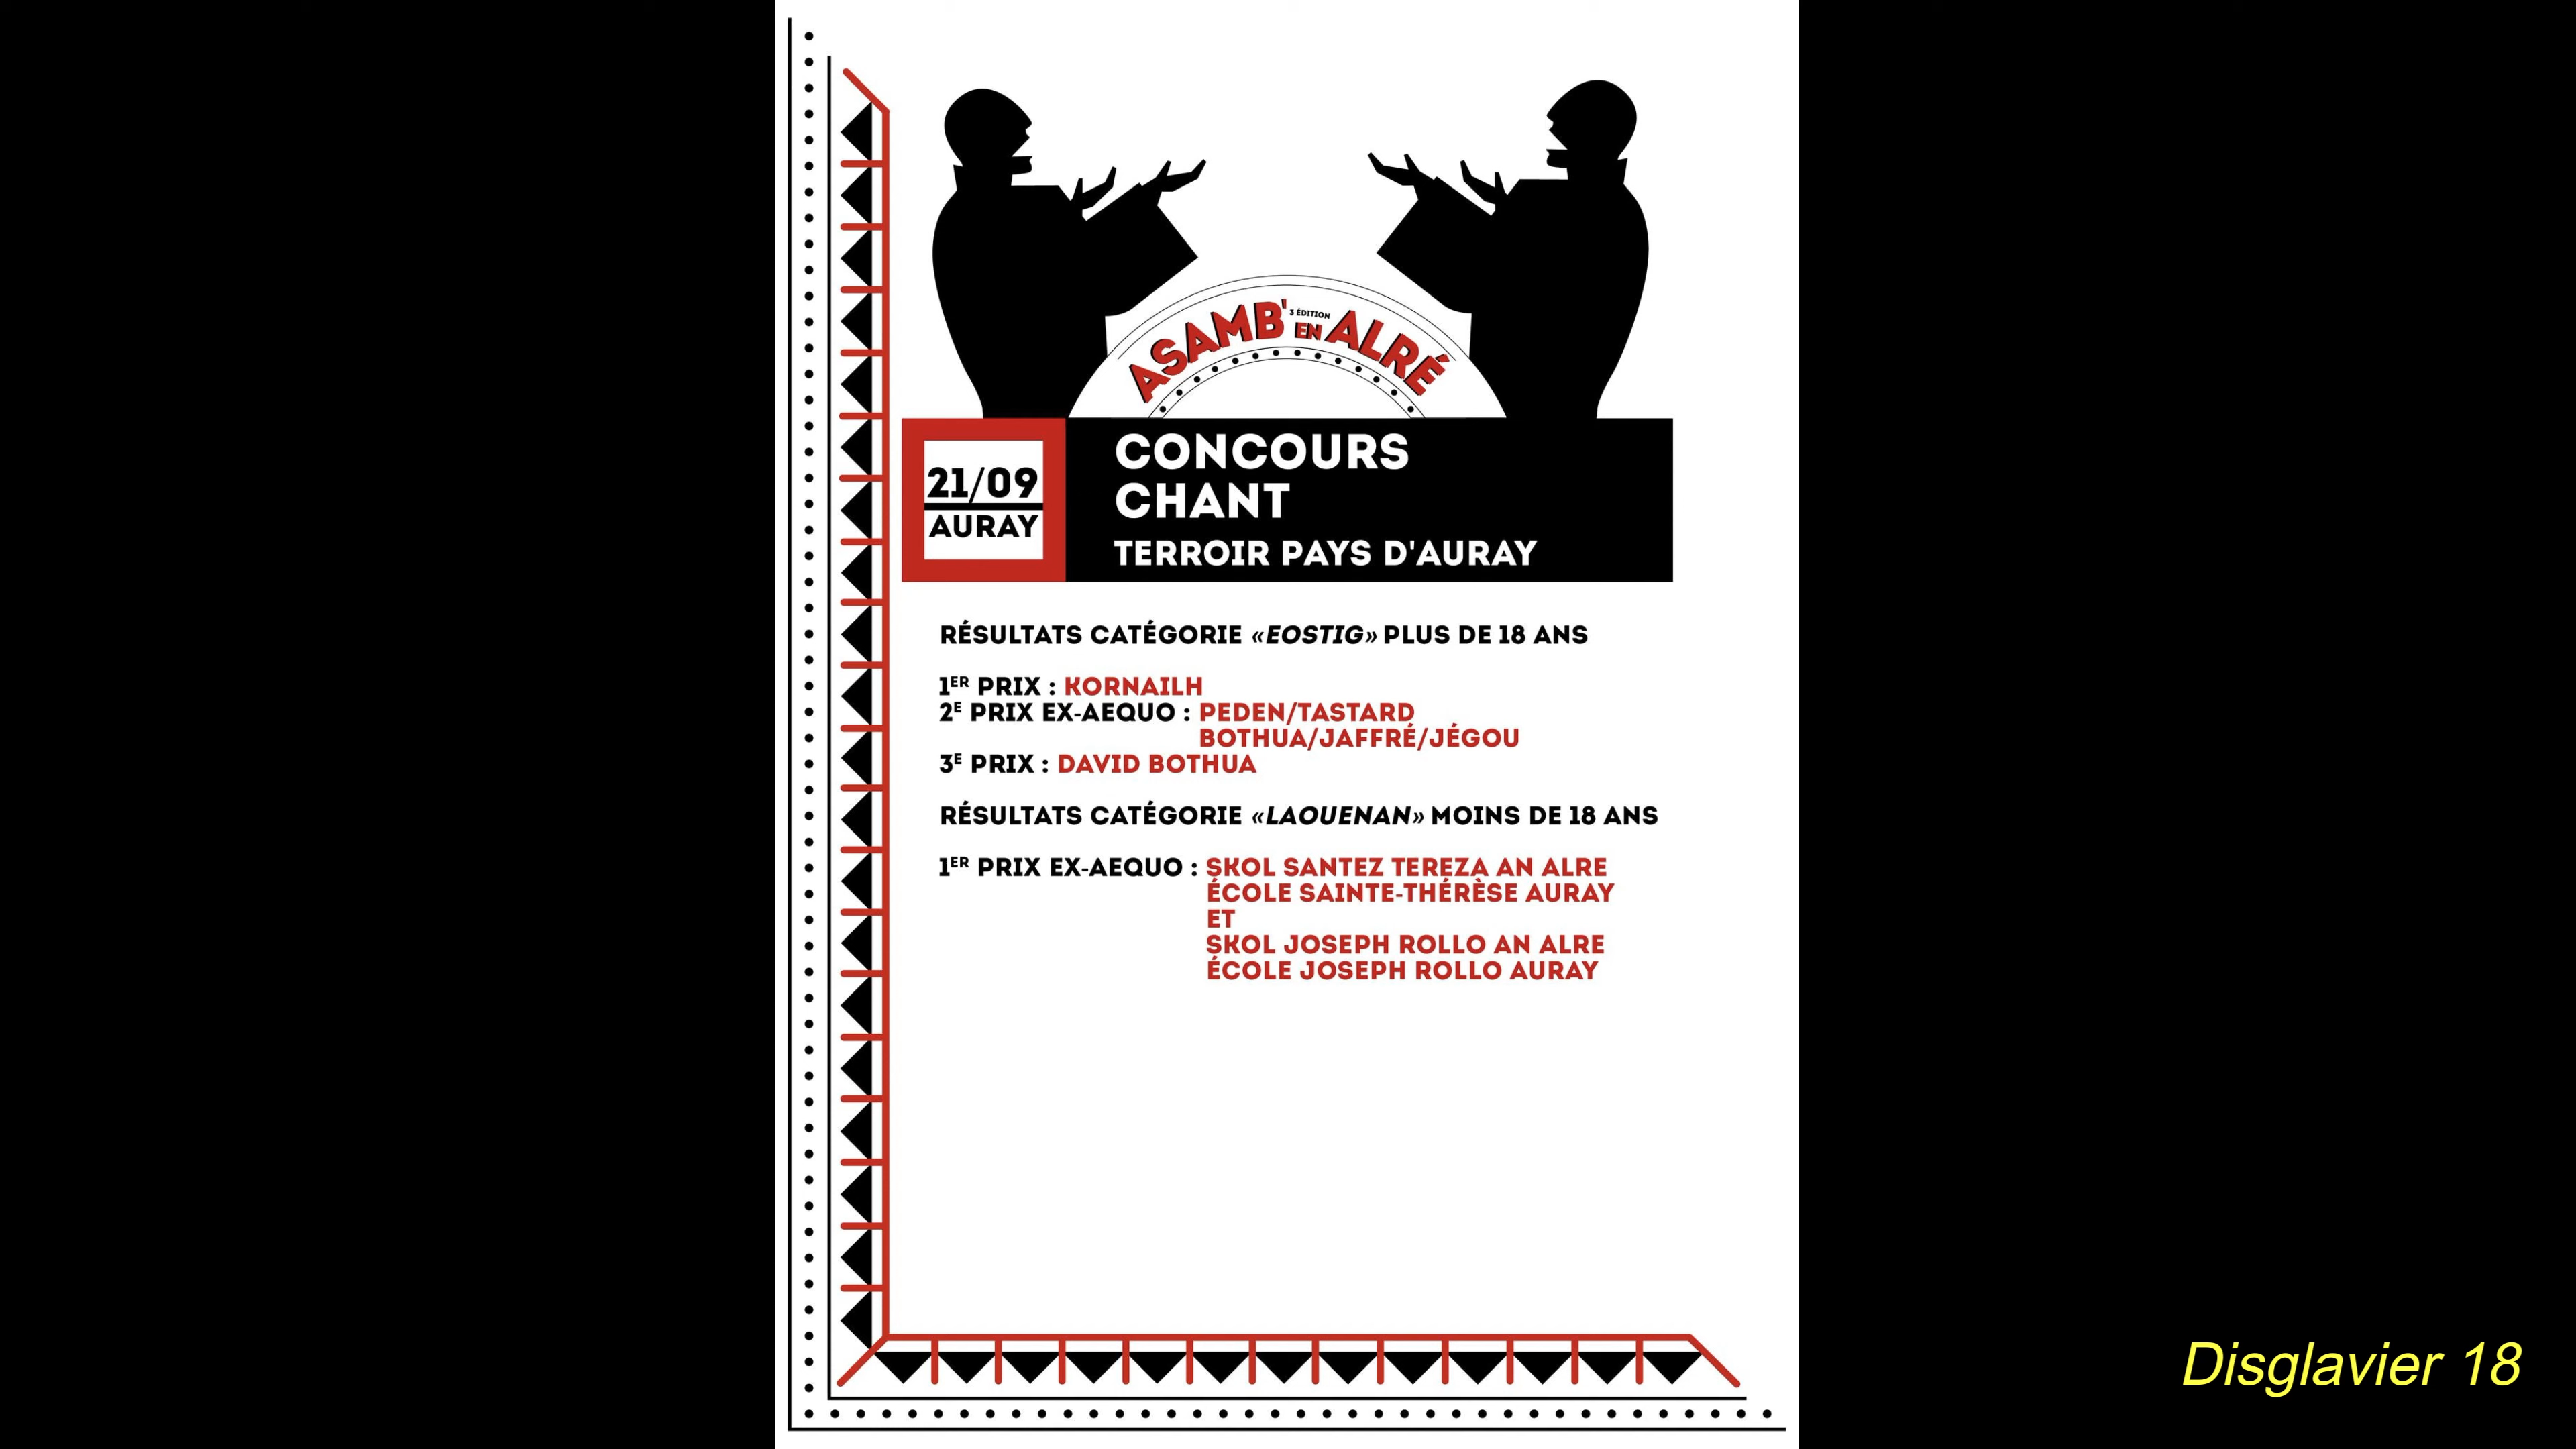 ASAMB' EN ALRÉ
3 ÉDITION
21/09
AURAY
CONCOURS
CHANT
TERROIR PAYS D'AURAY
RÉSULTATS CATÉGORIE «EOSTIG» PLUS DE 18 ANS
1ER PRIX : KORNAILH
2E PRIX EX-AEQUO : PEDEN/TASTARD
BOTHUA/JAFFRÉ/JÉGOU
3E PRIX : DAVID BOTHUA
RÉSULTATS CATÉGORIE «LAOUENAN» MOINS DE 18 ANS
1ER PRIX EX-AEQUO : SKOL SANTEZ TEREZA AN ALRE
ÉCOLE SAINTE-THÉRÈSE AURAY
ET
SKOL JOSEPH ROLLO AN ALRE
ÉCOLE JOSEPH ROLLO AURAY
Disglavier 18